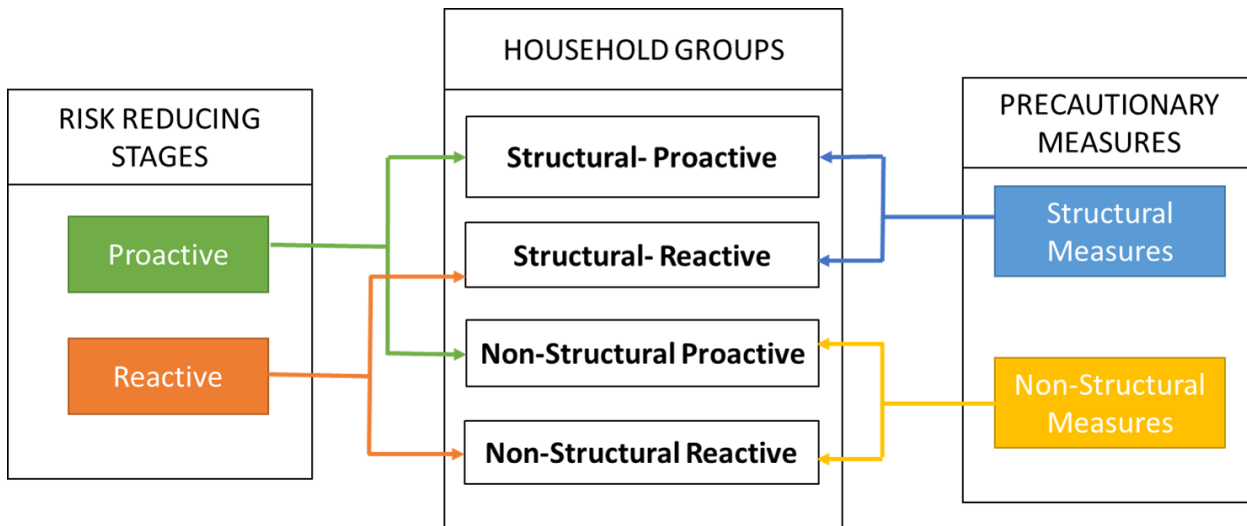 RISK REDUCING
STAGES
Proactive
Reactive
HOUSEHOLD GROUPS
Structural- Proactive
Structural- Reactive
Non-Structural Proactive
Non-Structural Reactive
PRECAUTIONARY
MEASURES
Structural
Measures
Non-Structural
Measures